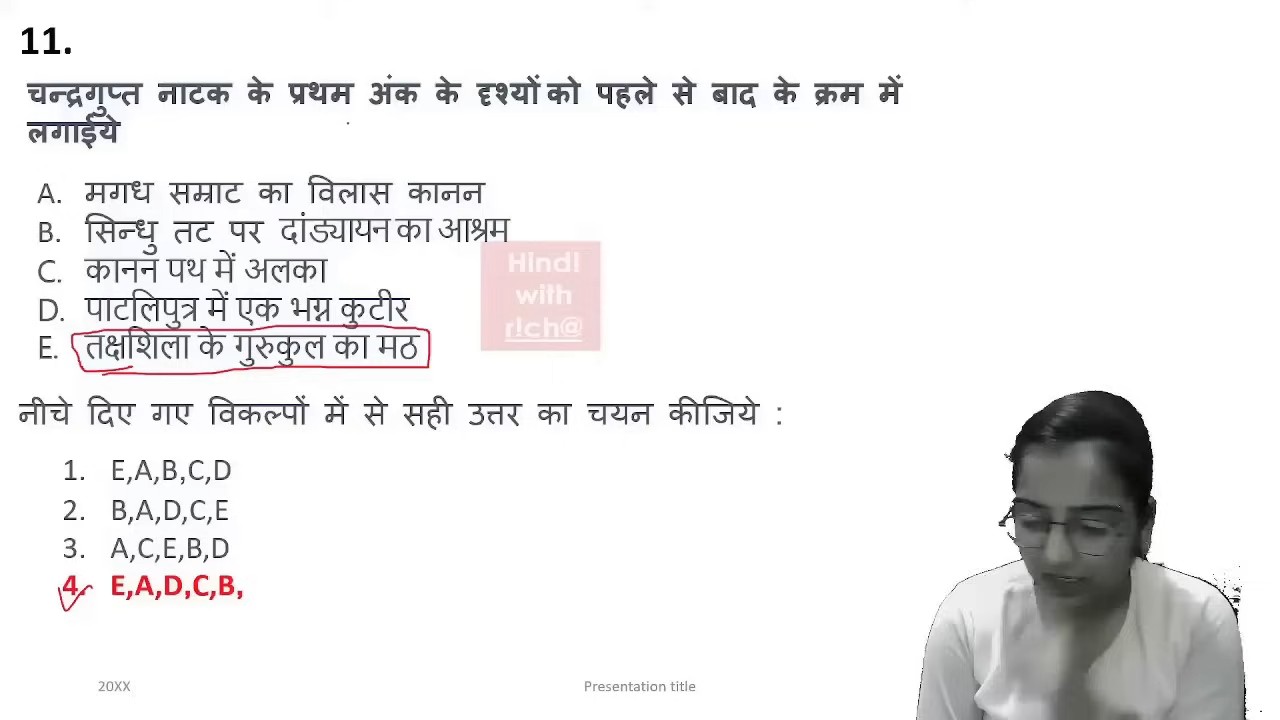 11.
चन्द्रगुप्त नाटक के प्रथम अंक के दृश्यों को पहले से बाद के क्रम में
लगाईये
A. मगध सम्राट का विलास कानन
B. सिन्धु तट पर दांड्यायन का आश्रम
C. कानन पथ में अलका
D. पाटलिपुत्र में एक भग्न कुटीर
E. तक्षशिला के गुरुकुल का मठ
H!nd!
with
r!ch@
नीचे दिए गए विकल्पों में से सही उत्तर का चयन कीजिये :
1. E,A,B,C,D
2. B,A,D,C,E
3. A,C,E,B,D
4. E,A,D,C,B,
20XX
Presentation title